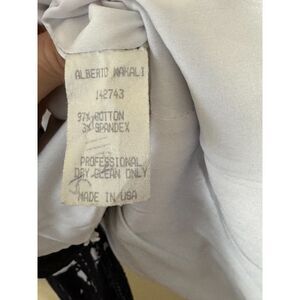 ALBERTO MAKALI
142743
97% COTTON
3% SPANDEX
PROFESSIONAL
DRY CLEAN ONLY
MADE IN USA